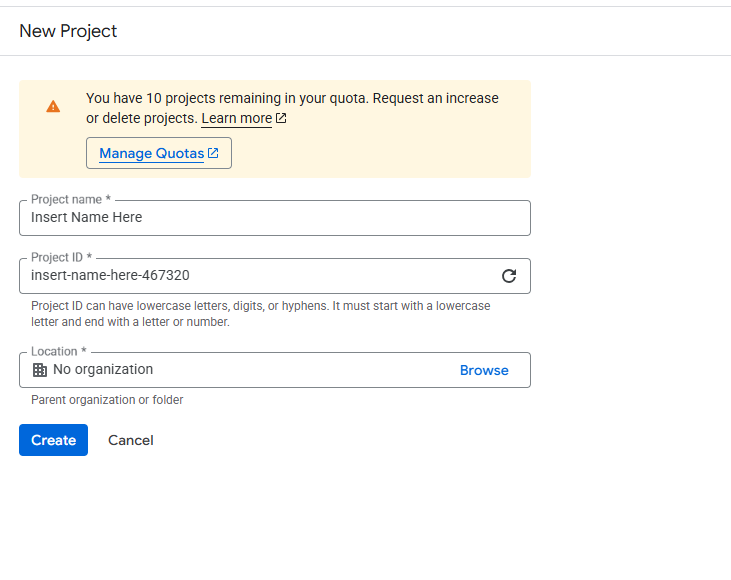 New Project
You have 10 projects remaining in your quota. Request an increase
or delete projects. Learn more
Manage Quotas
Project name *
Insert Name Here
Project ID *
insert-name-here-467320
Project ID can have lowercase letters, digits, or hyphens. It must start with a lowercase
letter and end with a letter or number.
Location *
No organization
Browse
Parent organization or folder
Create
Cancel